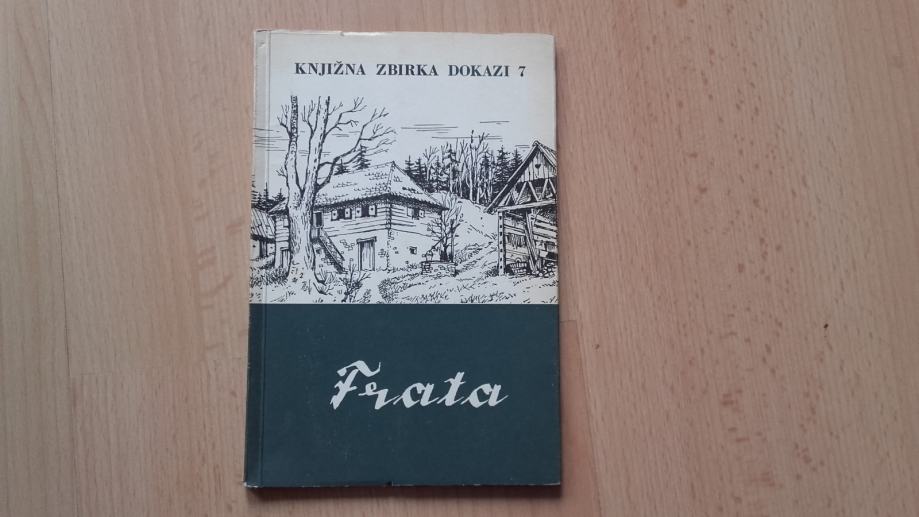 KNJIŽNA ZBIRKA DOKAZI 7
Frata